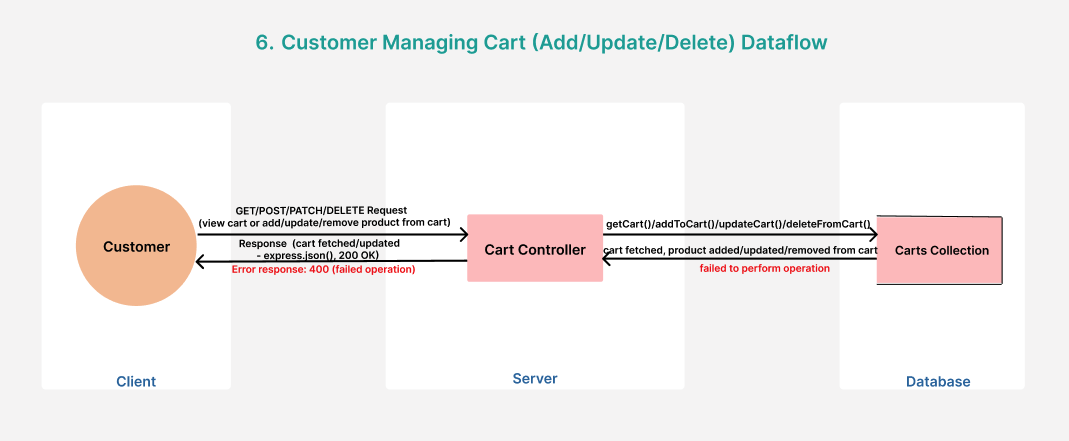 6. Customer Managing Cart (Add/Update/Delete) Dataflow
GET/POST/PATCH/DELETE Request
(view cart or add/update/remove product from cart)
Customer
Response (cart fetched/updated
- express.json(), 200 OK)
Error response: 400 (failed operation)
Cart Controller
getCart()/addToCart()/updateCart()/deleteFromCart()
cart fetched, product added/updated/removed from cart
failed to perform operation
Carts Collection
Client
Server
Database